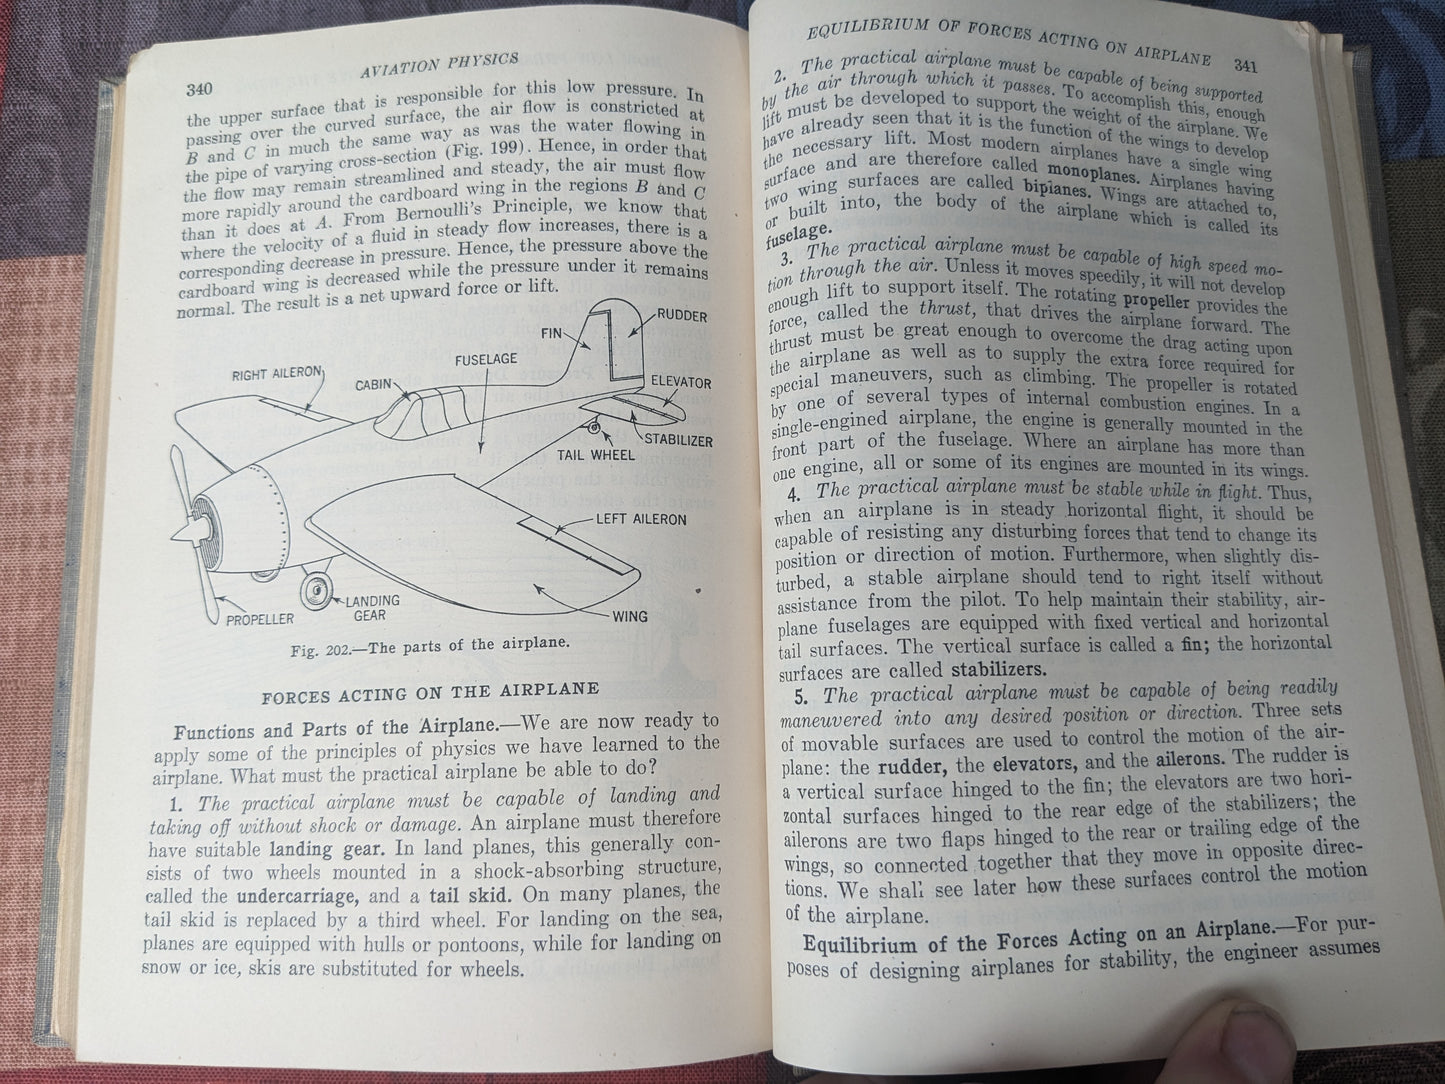 340
AVIATION PHYSICS
the upper surface that is responsible for this low pressure. In
passing over the curved surface, the air flow is constricted at
B and C in much the same way as was the water flowing in
the pipe of varying cross-section (Fig. 199). Hence, in order that
the flow may remain streamlined and steady, the air must flow
more rapidly around the cardboard wing in the regions B and C
than it does at A. From Bernoulli's Principle, we know that
where the velocity of a fluid in steady flow increases, there is a
corresponding decrease in pressure. Hence, the pressure above the
cardboard wing is decreased while the pressure under it remains
normal. The result is a net upward force or lift.
RUDDER
FIN
FUSELAGE
RIGHT AILERON
CABIN
ELEVATOR
STABILIZER
TAIL WHEEL
LEFT AILERON
LANDING
GEAR
PROPELLER
WING
Fig. 202.—The parts of the airplane.
FORCES ACTING ON THE AIRPLANE
Functions and Parts of the Airplane.—We are now ready to
apply some of the principles of physics we have learned to the
airplane. What must the practical airplane be able to do?
1. The practical airplane must be capable of landing and
taking off without shock or damage. An airplane must therefore
have suitable landing gear. In land planes, this generally con-
sists of two wheels mounted in a shock-absorbing structure,
called the undercarriage, and a tail skid. On many planes, the
tail skid is replaced by a third wheel. For landing on the sea,
planes are equipped with hulls or pontoons, while for landing on
snow or ice, skis are substituted for wheels.
EQUILIBRIUM OF FORCES ACTING ON AIRPLANE 341
2. The practical airplane must be capable of being supported
by the air through which it passes. To accomplish this, enough
lift must be developed to support the weight of the airplane. We
have already seen that it is the function of the wings to develop
the necessary lift. Most modern airplanes have a single wing
surface and are therefore called monoplanes. Airplanes having
two wing surfaces are called bipianes. Wings are attached to,
or built into, the body of the airplane which is called its
fuselage.
3. The practical airplane must be capable of high speed mo-
tion through the air. Unless it moves speedily, it will not develop
enough lift to support itself. The rotating propeller provides the
force, called the thrust, that drives the airplane forward. The
thrust must be great enough to overcome the drag acting upon
the airplane as well as to supply the extra force required for
special maneuvers, such as climbing. The propeller is rotated
by one of several types of internal combustion engines. In a
single-engined airplane, the engine is generally mounted in the
front part of the fuselage. Where an airplane has more than
one engine, all or some of its engines are mounted in its wings.
4. The practical airplane must be stable while in flight. Thus,
when an airplane is in steady horizontal flight, it should be
capable of resisting any disturbing forces that tend to change its
position or direction of motion. Furthermore, when slightly dis-
turbed, a stable airplane should tend to right itself without
assistance from the pilot. To help maintain their stability, air-
plane fuselages are equipped with fixed vertical and horizontal
tail surfaces. The vertical surface is called a fin; the horizontal
surfaces are called stabilizers.
5. The practical airplane must be capable of being readily
maneuvered into any desired position or direction. Three sets
of movable surfaces are used to control the motion of the air-
plane: the rudder, the elevators, and the ailerons. The rudder is
a vertical surface hinged to the fin; the elevators are two hori-
zontal surfaces hinged to the rear edge of the stabilizers; the
ailerons are two flaps hinged to the rear or trailing edge of the
wings, so connected together that they move in opposite direc-
tions. We shall see later how these surfaces control the motion
of the airplane.
Equilibrium of the Forces Acting on an Airplane.—For pur-
poses of designing airplanes for stability, the engineer assumes